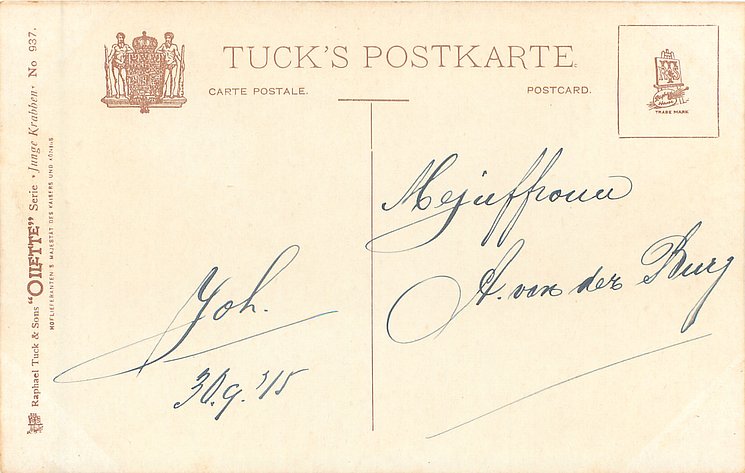 TUCK'S POSTKARTE.
CARTE POSTALE. POSTCARD.
TRADE MARK
Raphael Tuck & Sons "OILETTE" Serie "Junge Krabben" No 937.
HOFLIEFERANTEN S. MAJESTÄT DES KAISERS UND KÖNIGS
Joh.
30.9.'15
Mejuffrouw
A. van der Burg